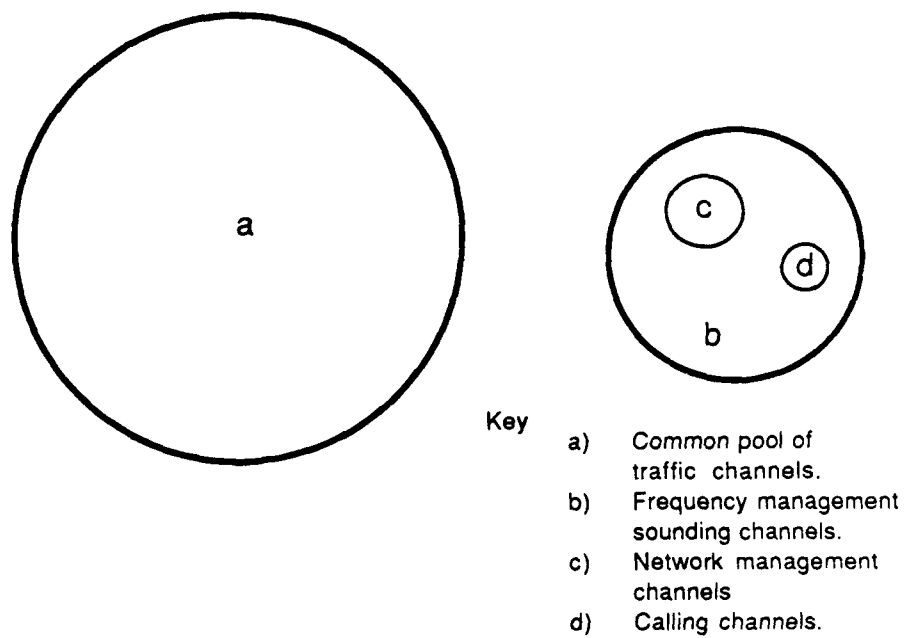 a
c
d
b
Key
a) Common pool of
traffic channels.
b) Frequency management
sounding channels.
c) Network management
channels
d) Calling channels.